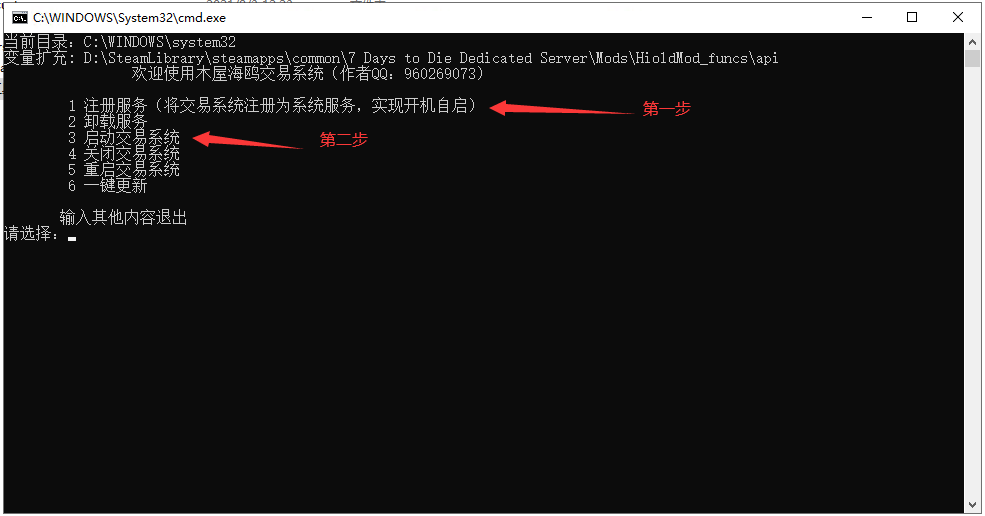 C:\WINDOWS\System32\cmd.exe
当前目录: C:\WINDOWS\system32
变量扩充: D:\SteamLibrary\steamapps\common\7 Days to Die Dedicated Server\Mods\HioldMod_funcs\api
欢迎使用木屋海鸥交易系统（作者QQ：960269073）
1 注册服务（将交易系统注册为系统服务，实现开机自启） 第一步
2 卸载服务
3 启动交易系统 第二步
4 关闭交易系统
5 重启交易系统
6 一键更新
输入其他内容退出
请选择：